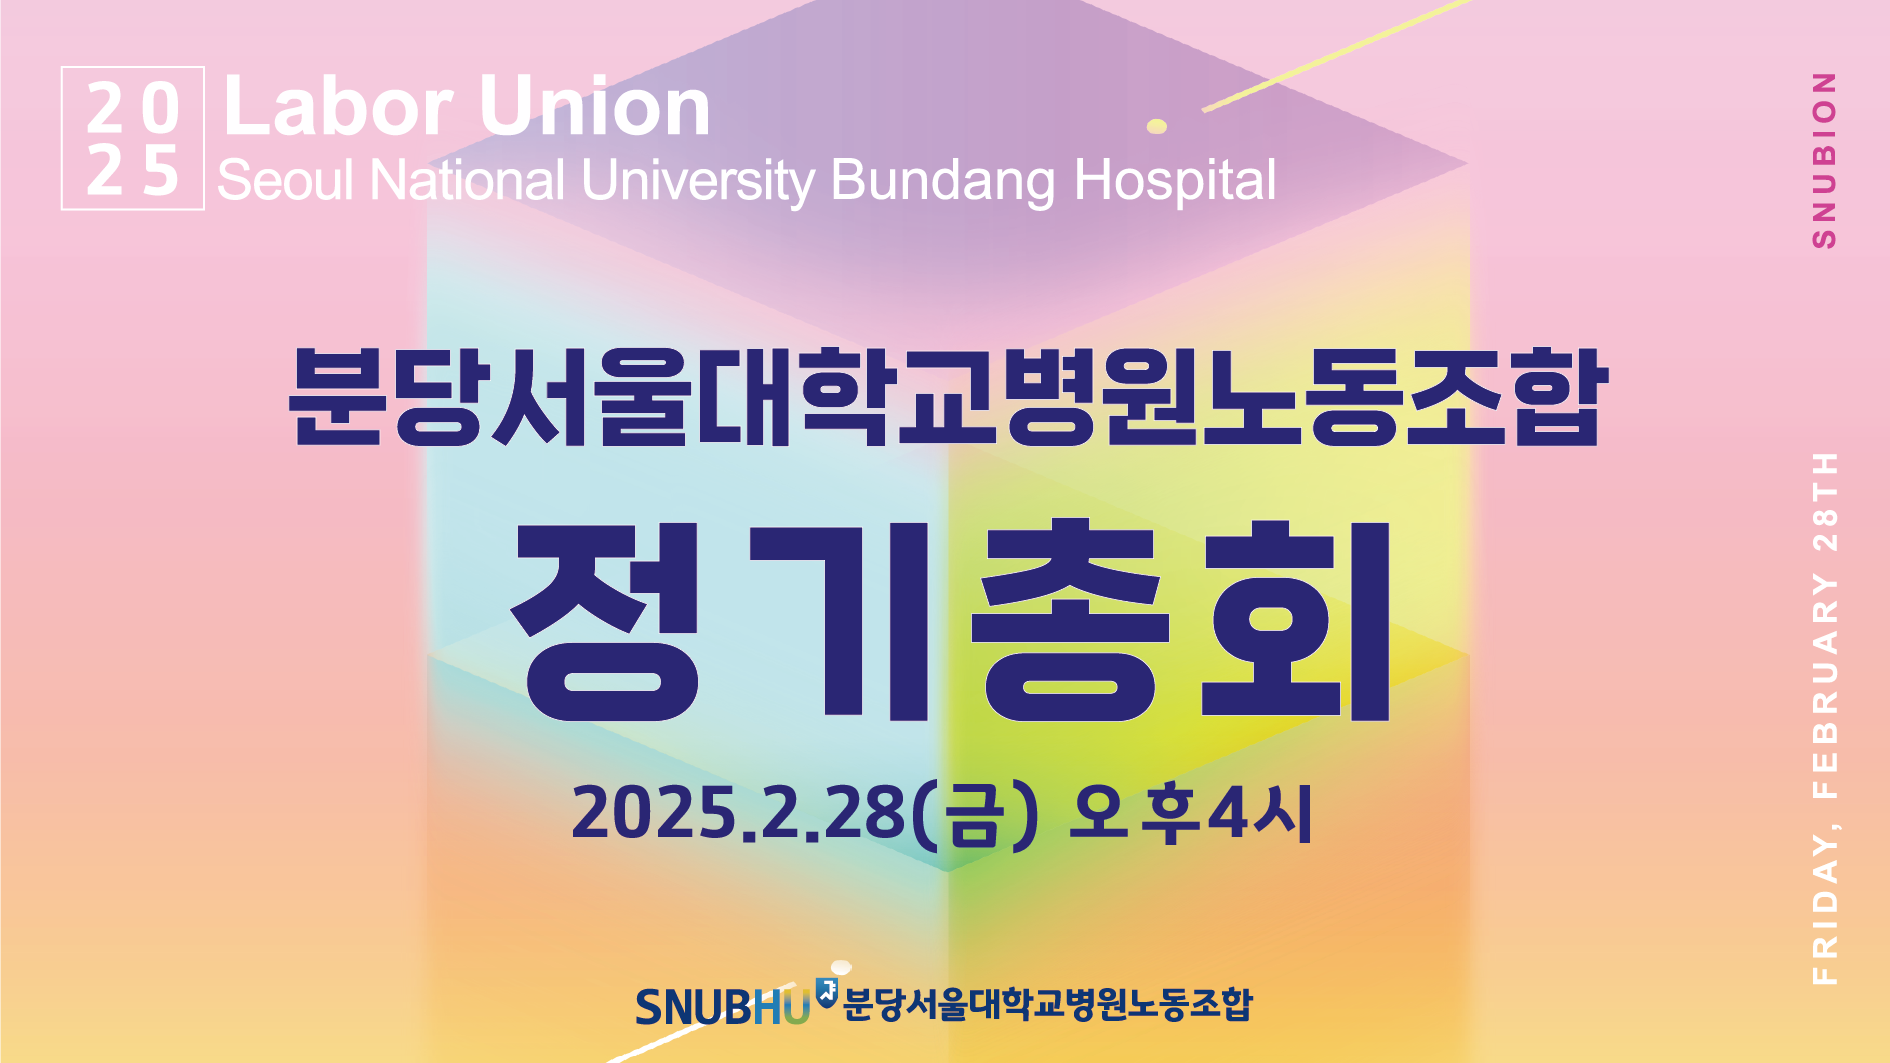 20
25
Labor Union
Seoul National University Bundang Hospital
SNUBION
분당서울대학교병원노동조합
정기총회
2025.2.28(금) 오후4시
FRIDAY, FEBRUARY 28TH
SNUBHU 분당서울대학교병원노동조합